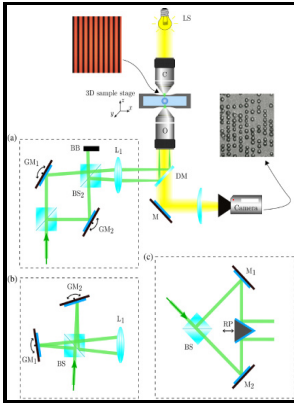 LS
C
3D sample stage
z
x
y
O
(a)
BB
L1
GM1
BS2
DM
GM2
M
Camera
(b)
GM2
L1
GM1
BS
(c)
M1
RP
BS
M2